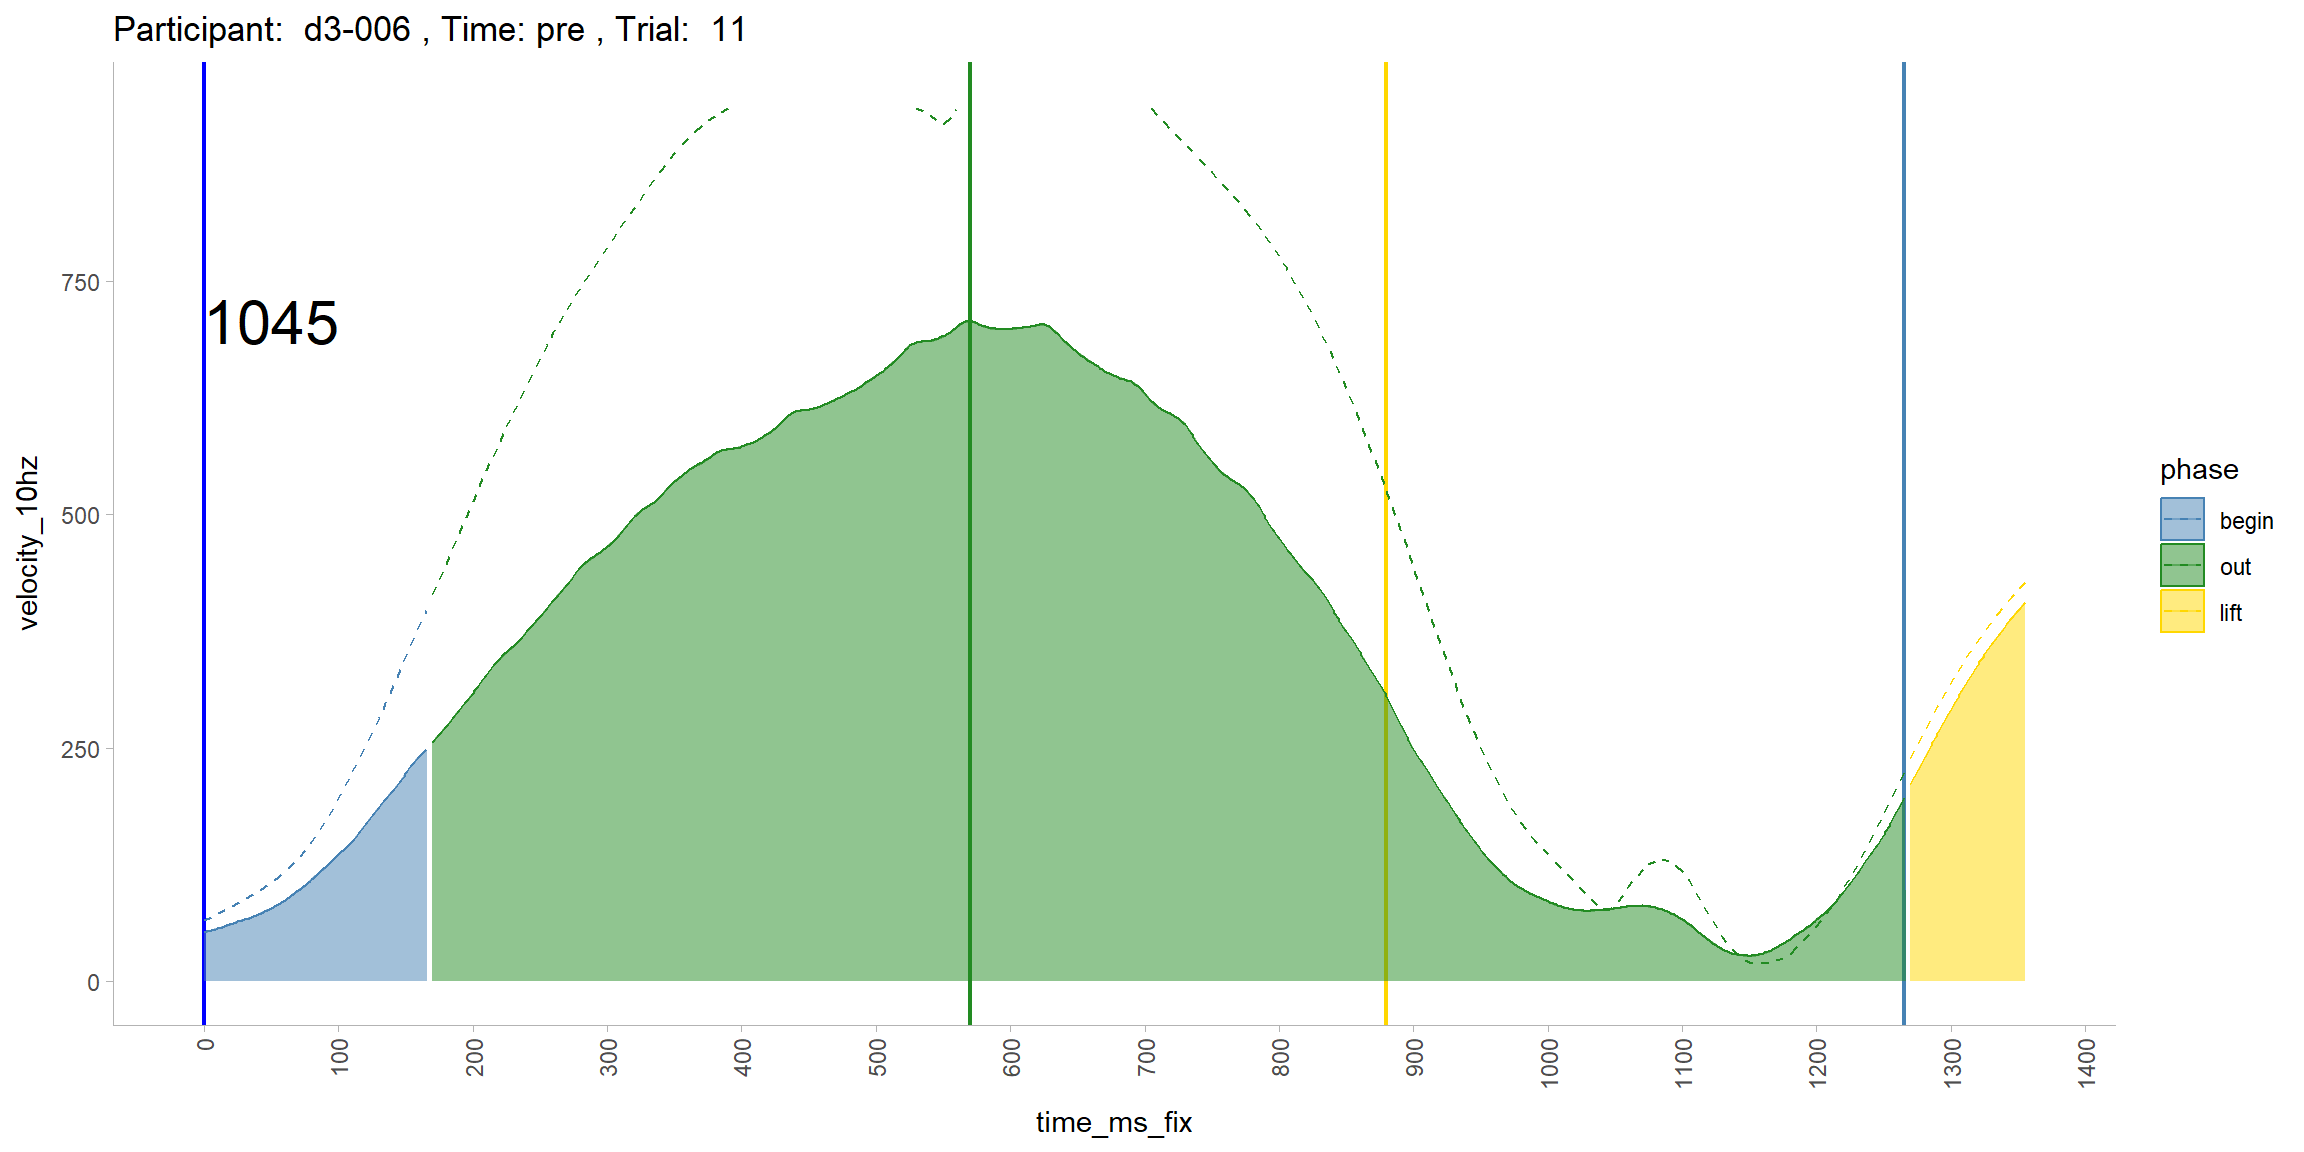 Participant:  d3-006 , Time: pre , Trial:  11
1045
velocity_10hz
750
500
250
0
0 100 200 300 400 500 600 700 800 900 1000 1100 1200 1300 1400
time_ms_fix
phase
begin
out
lift